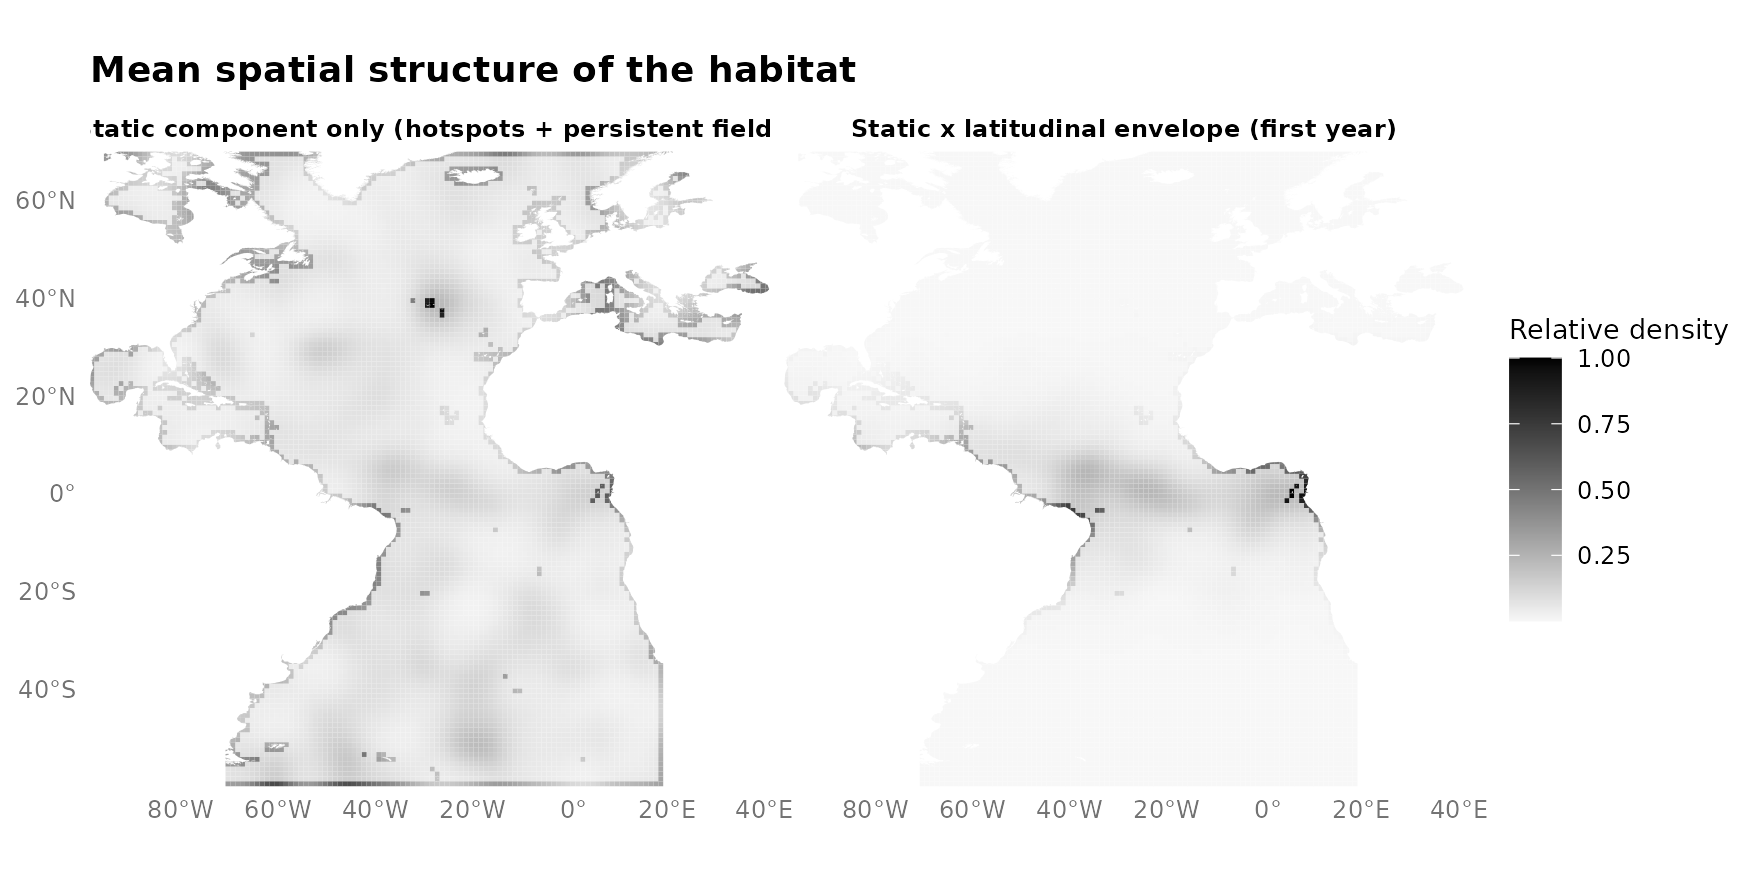 Mean spatial structure of the habitat
tatic component only (hotspots + persistent field
Static x latitudinal envelope (first year)
60°N
40°N
20°N
0°
20°S
40°S
80°W 60°W 40°W 20°W 0° 20°E 40°E
80°W 60°W 40°W 20°W 0° 20°E 40°E
Relative density
1.00
0.75
0.50
0.25